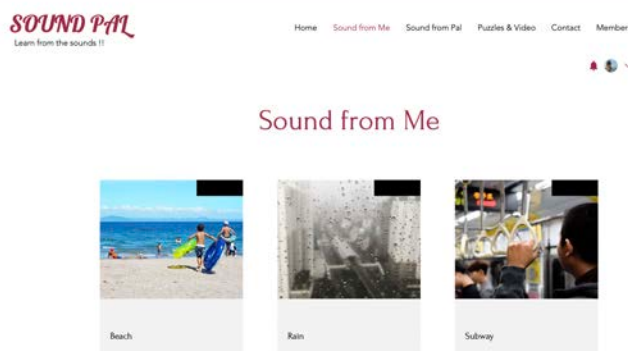 SOUND PAL
Learn from the sounds !!
Home Sound from Me Sound from Pal Puzzles & Video Contact Member
Sound from Me
Beach Rain Subway